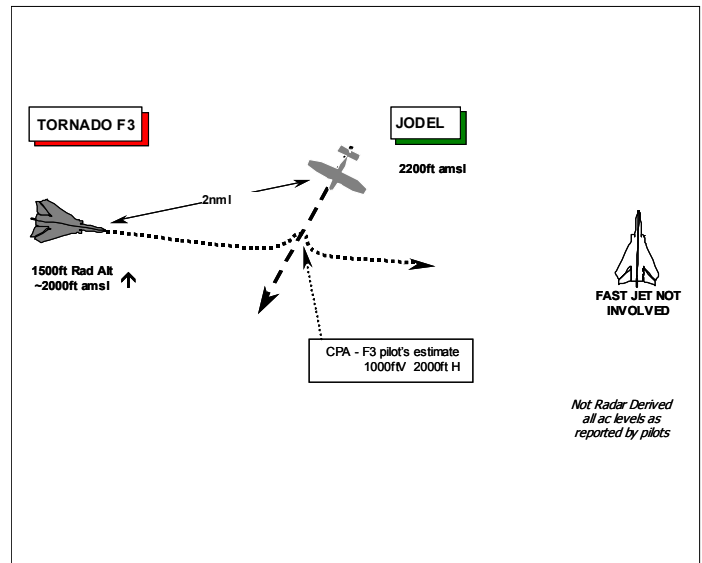 TORNADO F3
JODEL
2200ft amsl
2nml
1500ft Rad Alt
~2000ft amsl
FAST JET NOT
INVOLVED
CPA - F3 pilot's estimate
1000ftV 2000ft H
Not Radar Derived
all ac levels as
reported by pilots